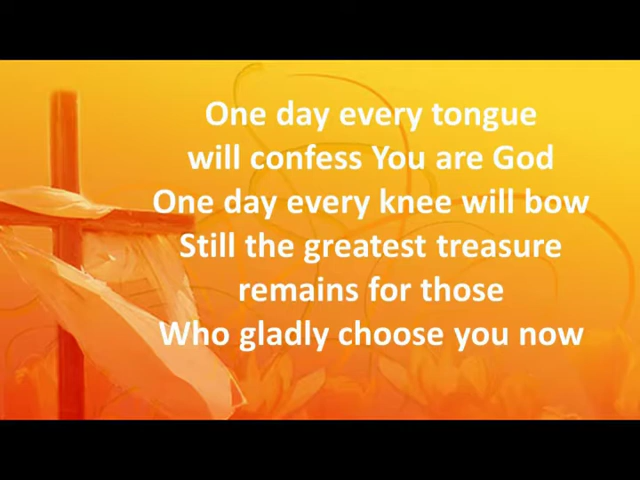 One day every tongue
will confess You are God
One day every knee will bow
Still the greatest treasure
remains for those
Who gladly choose you now